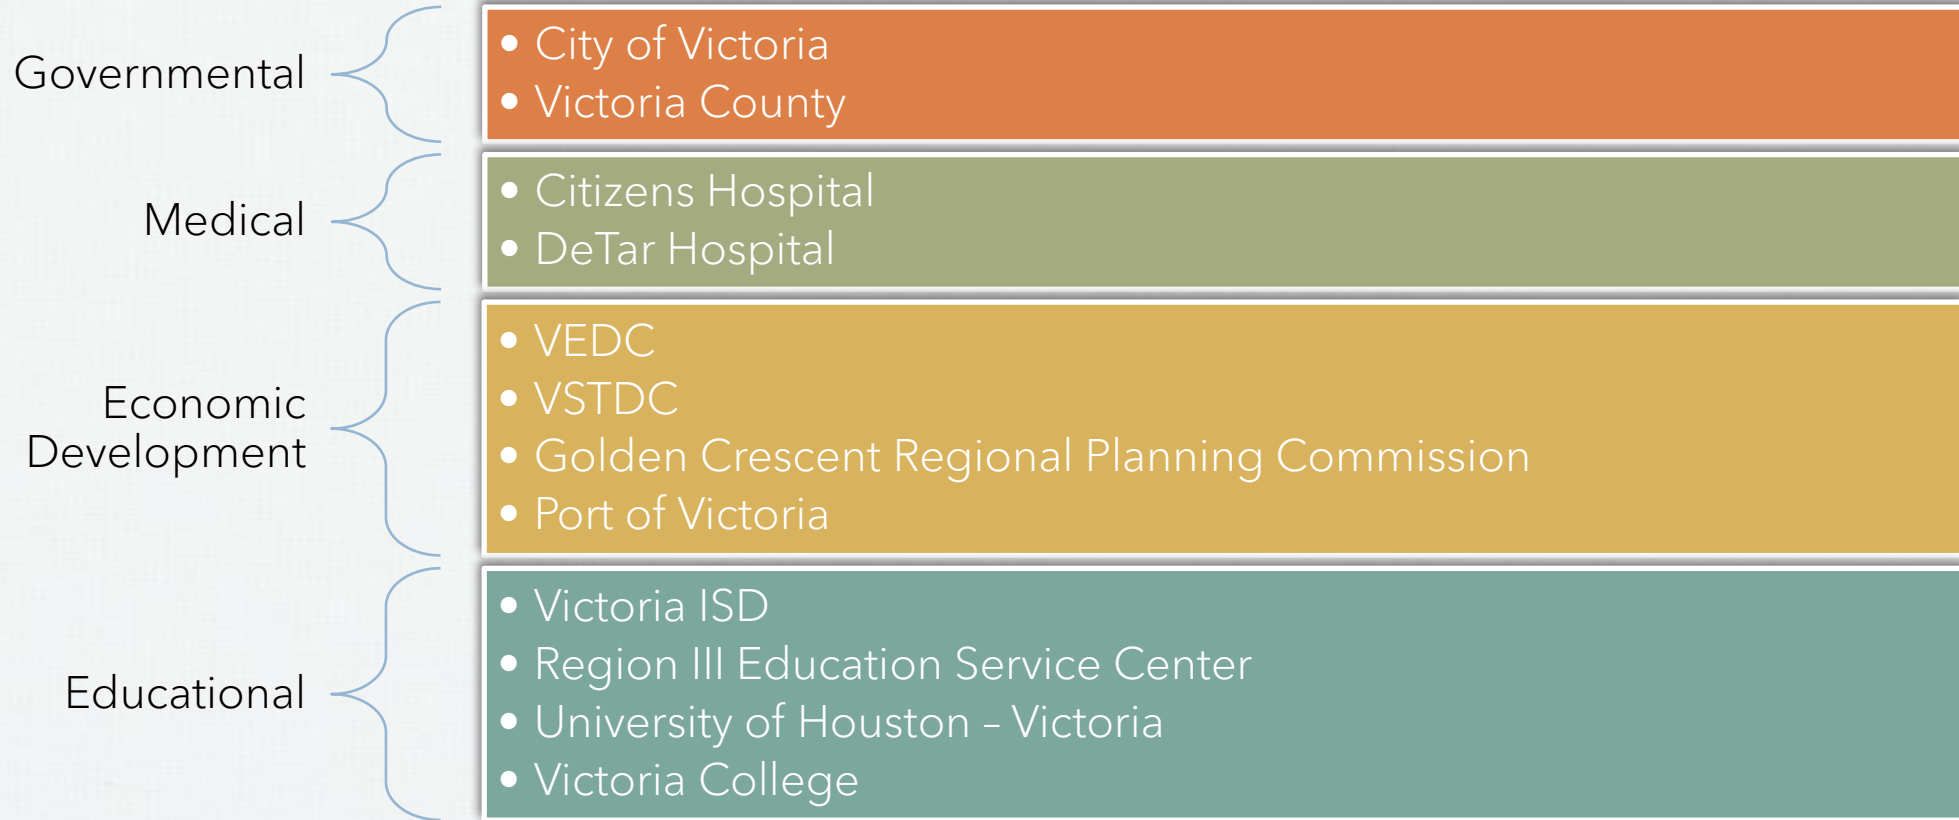 Governmental
• City of Victoria
• Victoria County
Medical
• Citizens Hospital
• DeTar Hospital
Economic
Development
• VEDC
• VSTDC
• Golden Crescent Regional Planning Commission
• Port of Victoria
Educational
• Victoria ISD
• Region III Education Service Center
• University of Houston – Victoria
• Victoria College